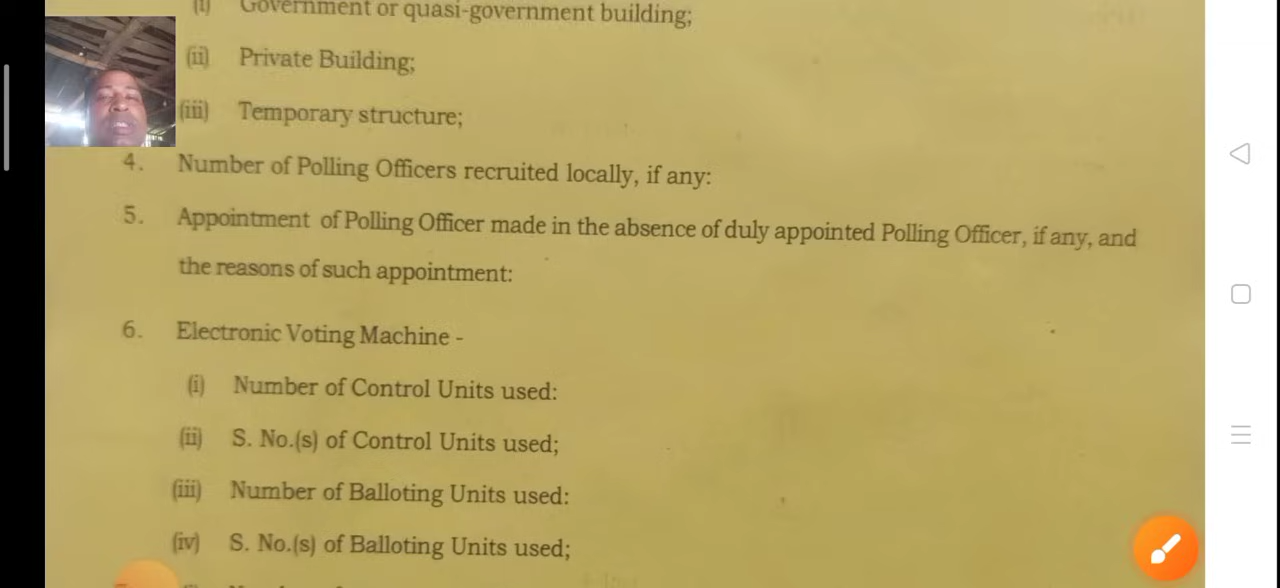 (i) Government or quasi-government building;
(ii) Private Building;
(iii) Temporary structure;
4. Number of Polling Officers recruited locally, if any:
5. Appointment of Polling Officer made in the absence of duly appointed Polling Officer, if any, and
the reasons of such appointment:
6. Electronic Voting Machine -
(i) Number of Control Units used:
(ii) S. No.(s) of Control Units used;
(iii) Number of Balloting Units used:
(iv) S. No.(s) of Balloting Units used;